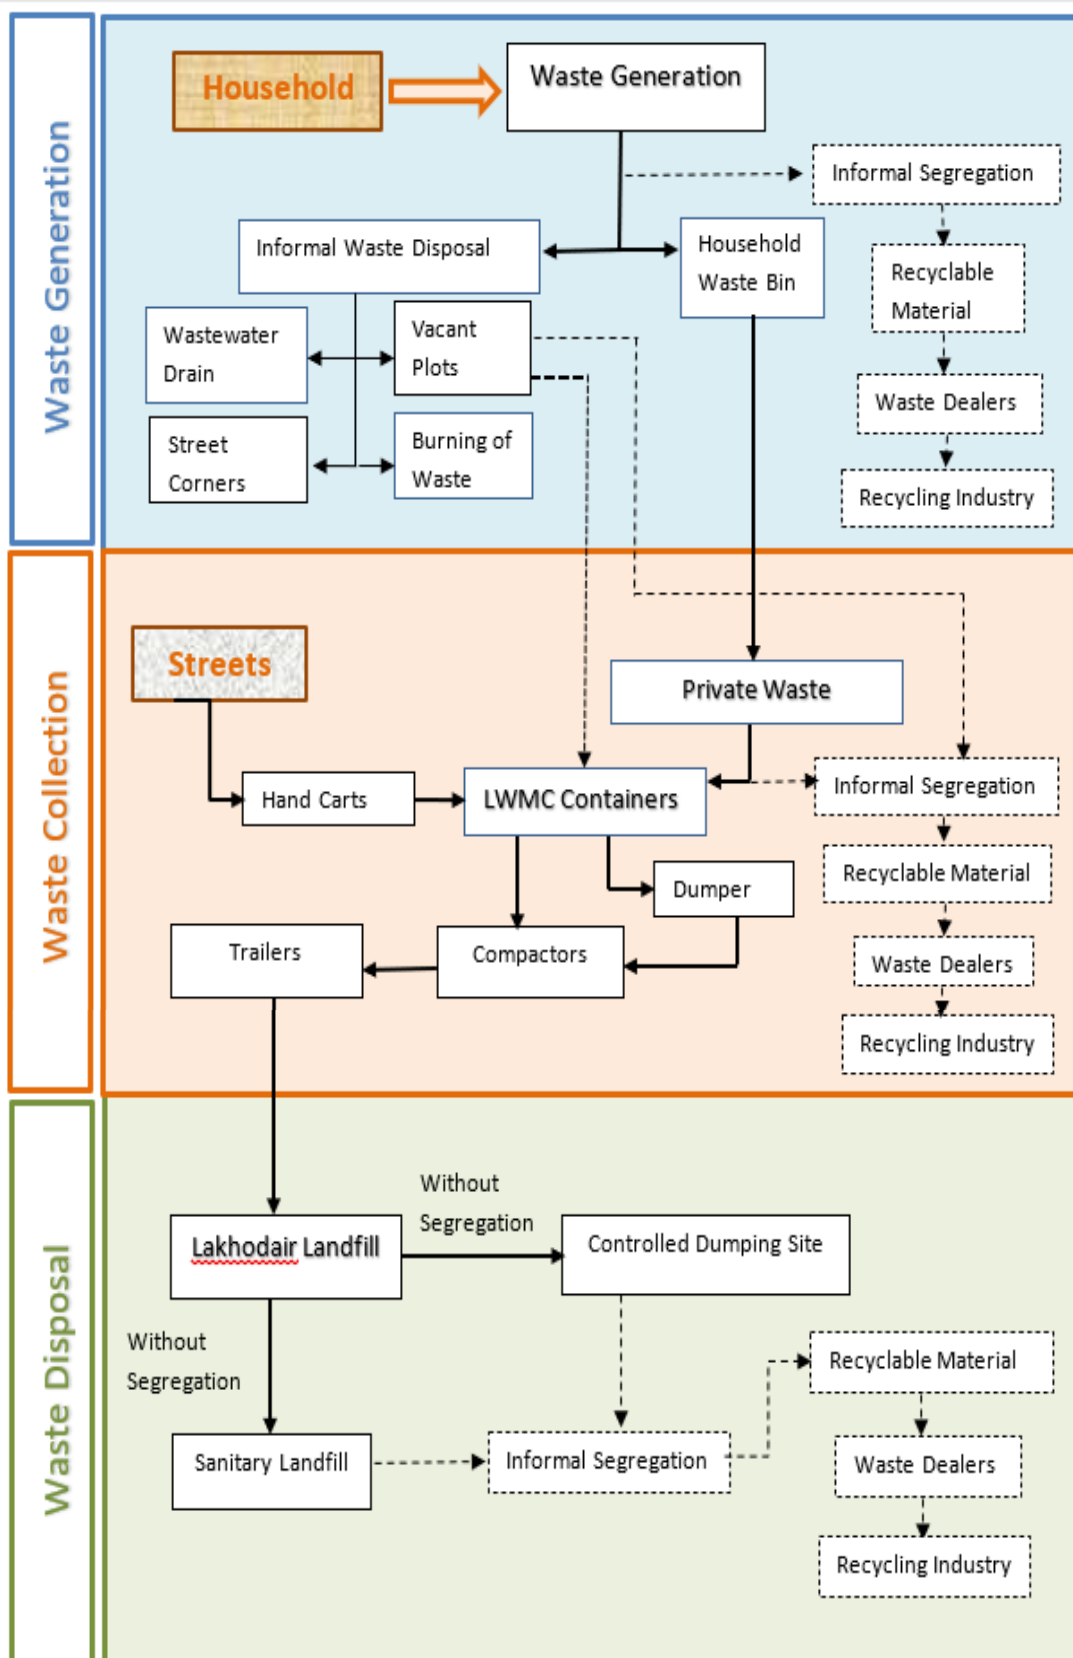 Waste Generation
Household
Waste Generation
Informal Segregation
Informal Waste Disposal
Household
Waste Bin
Recyclable
Material
Wastewater
Drain
Vacant
Plots
Waste Dealers
Street
Corners
Burning of
Waste
Recycling Industry
Waste Collection
Streets
Private Waste
Hand Carts
LWMC Containers
Informal Segregation
Dumper
Recyclable Material
Trailers
Compactors
Waste Dealers
Recycling Industry
Waste Disposal
Without
Segregation
Lakhodair Landfill
Controlled Dumping Site
Without
Segregation
Recyclable Material
Sanitary Landfill
Informal Segregation
Waste Dealers
Recycling Industry